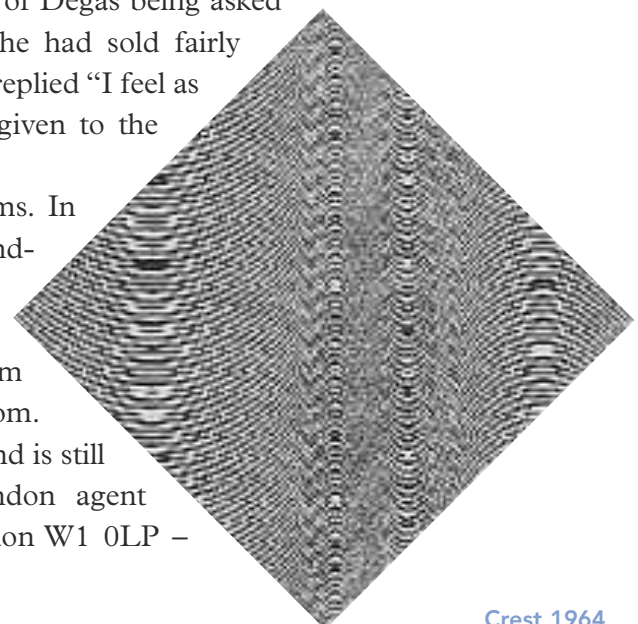 of Degas being asked
he had sold fairly
replied “I feel as
given to the
ms. In
nd-
m
om.
nd is still
ndon agent
on W1 0LP –
Crest 1964